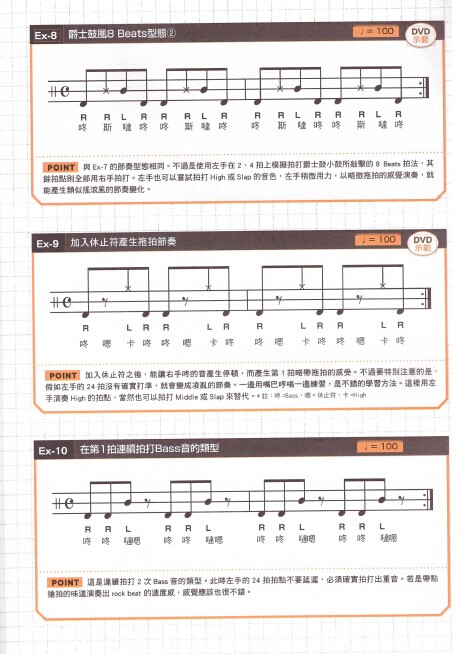 Ex-8 爵士鼓風8 Beats型態②
♩=100
DVD
示範
R R L R R R L R R R L R R R L R
咚 斯 噠 咚 咚 斯 噠 咚 咚 斯 噠 咚 咚 斯 噠 咚
POINT 與 Ex-7 的節奏型態相同。不過是使用左手在 2、4 拍上模擬拍打爵士鼓小鼓所敲擊的 8 Beats 拍法，其
餘拍點則全部用右手拍打。左手也可以嘗試拍打 High 或 Slap 的音色，左手稍微用力，以略微拖拍的感覺演奏，就
能產生類似搖滾風的節奏變化。
Ex-9 加入休止符產生拖拍節奏
♩=100
DVD
示範
R L R R L R R L R R L R
咚 嗯 卡 咚 咚 嗯 卡 咚 咚 嗯 卡 咚 咚 嗯 卡 咚
POINT 加入休止符之後，能讓右手咚的音產生停頓，而產生第 1 拍略帶拖拍的感受。不過要特別注意的是，
假如左手的 24 拍沒有確實打準，就會變成凌亂的節奏。一邊用嘴巴哼唱一邊練習，是不錯的學習方法。這裡用左
手演奏 High 的拍點，當然也可以拍打 Middle 或 Slap 來替代。*註：咚=Bass，嗯=休止符，卡=High
Ex-10 在第1拍連續拍打Bass音的類型
♩=100
R R L R R L R R L R R L
咚 咚 噠嗯 咚 咚 噠嗯 咚 咚 噠嗯 咚 咚 噠嗯
POINT 這是連續拍打 2 次 Bass 音的類型。此時左手的 24 拍拍點不要延遲，必須確實拍打出重音。若是帶點
搶拍的味道演奏出 rock beat 的速度感，感覺應該也很不錯。